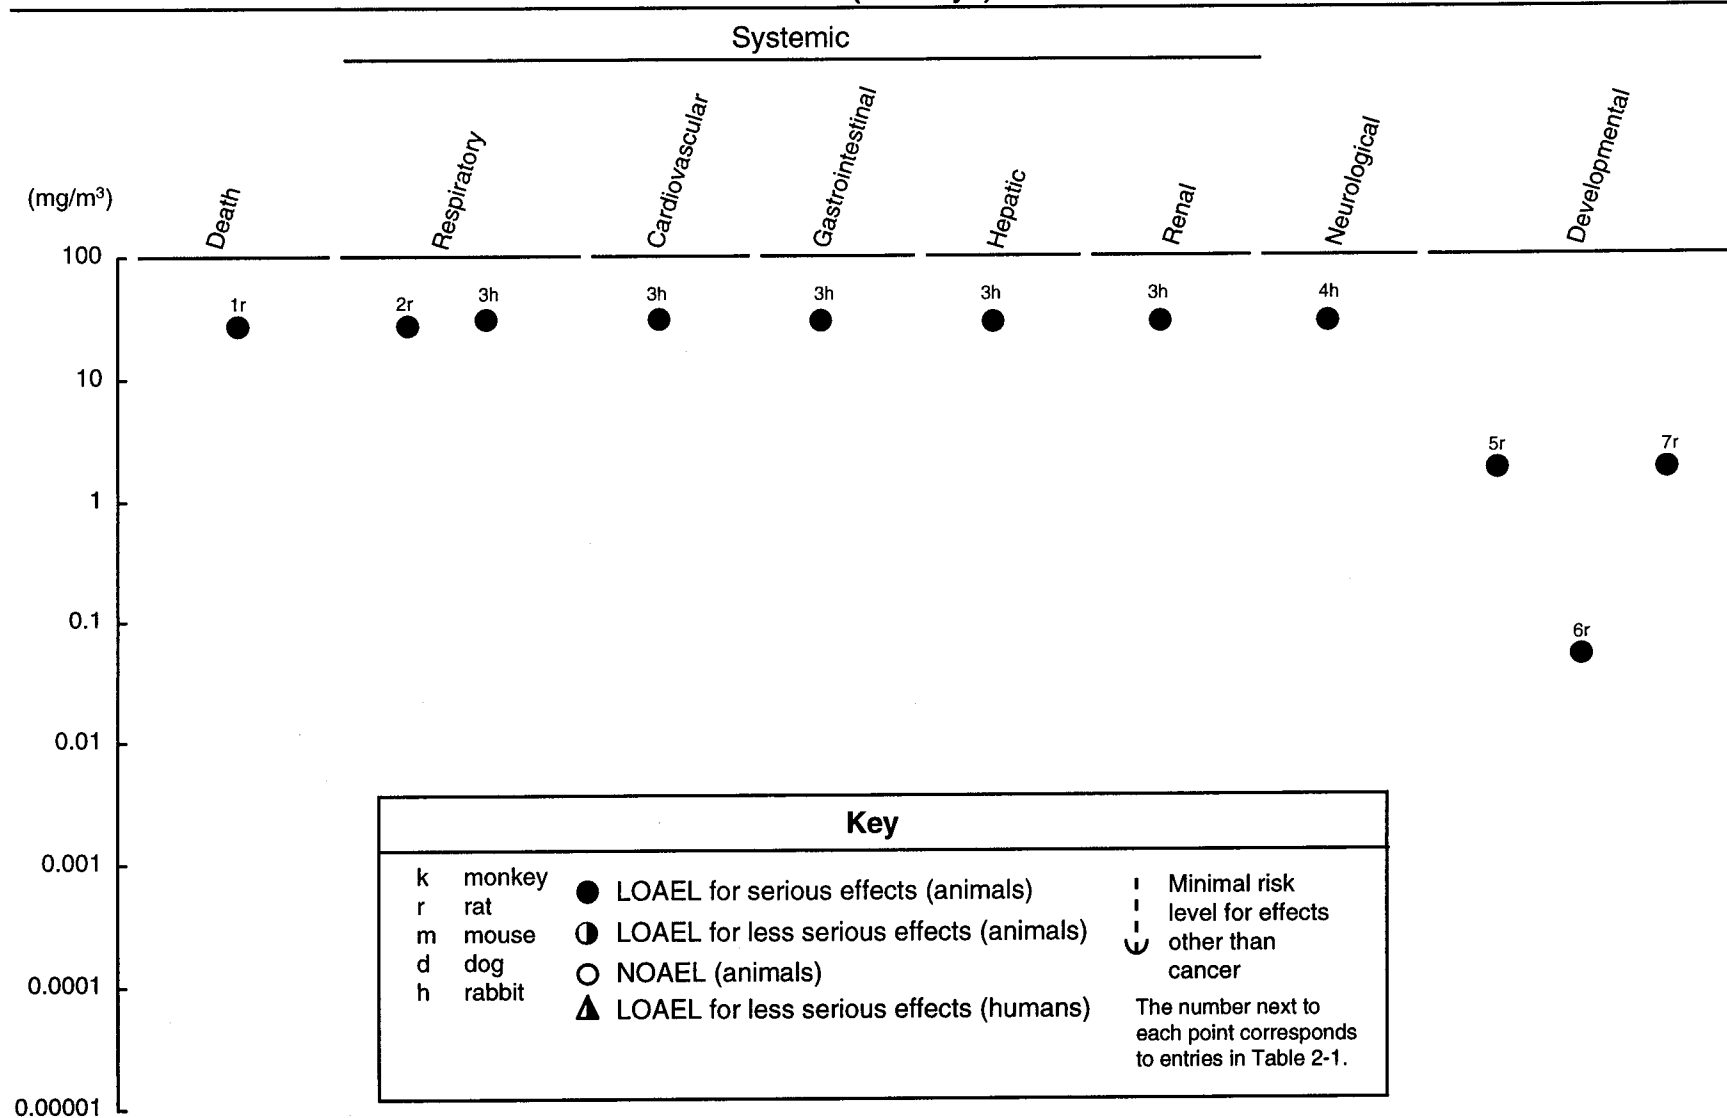 Systemic
(mg/m³)
Death
Respiratory
Cardiovascular
Gastrointestinal
Hepatic
Renal
Neurological
Developmental
100
1r
2r
3h
3h
3h
3h
3h
4h
10
5r
7r
1
0.1
6r
0.01
0.001
0.0001
0.00001
Key
k monkey
r rat
m mouse
d dog
h rabbit
LOAEL for serious effects (animals)
LOAEL for less serious effects (animals)
NOAEL (animals)
LOAEL for less serious effects (humans)
Minimal risk
level for effects
other than
cancer
The number next to
each point corresponds
to entries in Table 2-1.